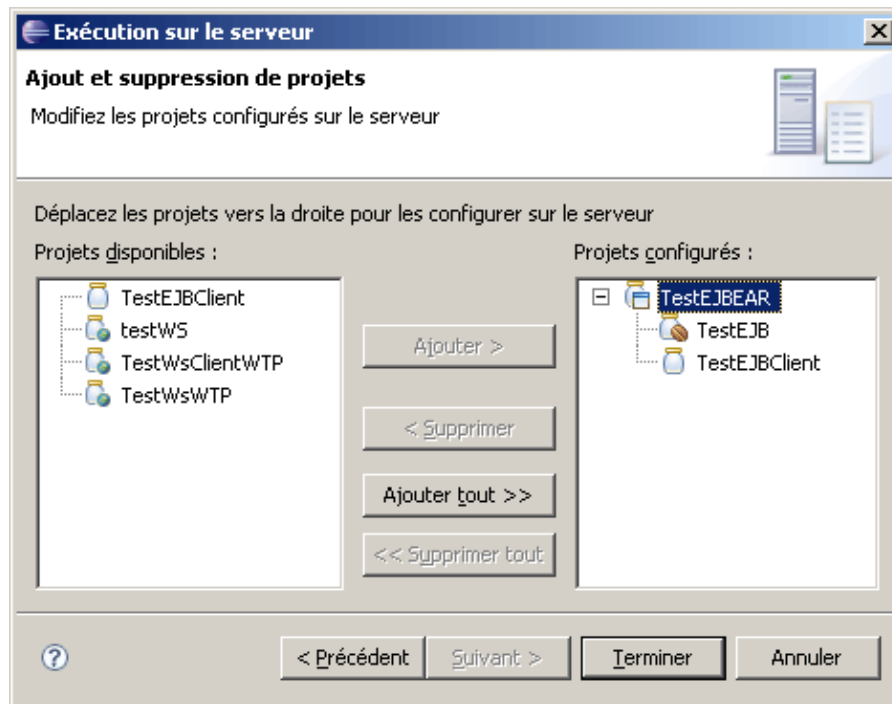 Exécution sur le serveur
Ajout et suppression de projets
Modifiez les projets configurés sur le serveur
Déplacez les projets vers la droite pour les configurer sur le serveur
Projets disponibles :
TestEJBClient
testWS
TestWsClientWTP
TestWsWTP
Ajouter >
< Supprimer
Ajouter tout >>
<< Supprimer tout
Projets configurés :
TestEJBEAR
TestEJB
TestEJBClient
?
< Précédent
Suivant >
Terminer
Annuler